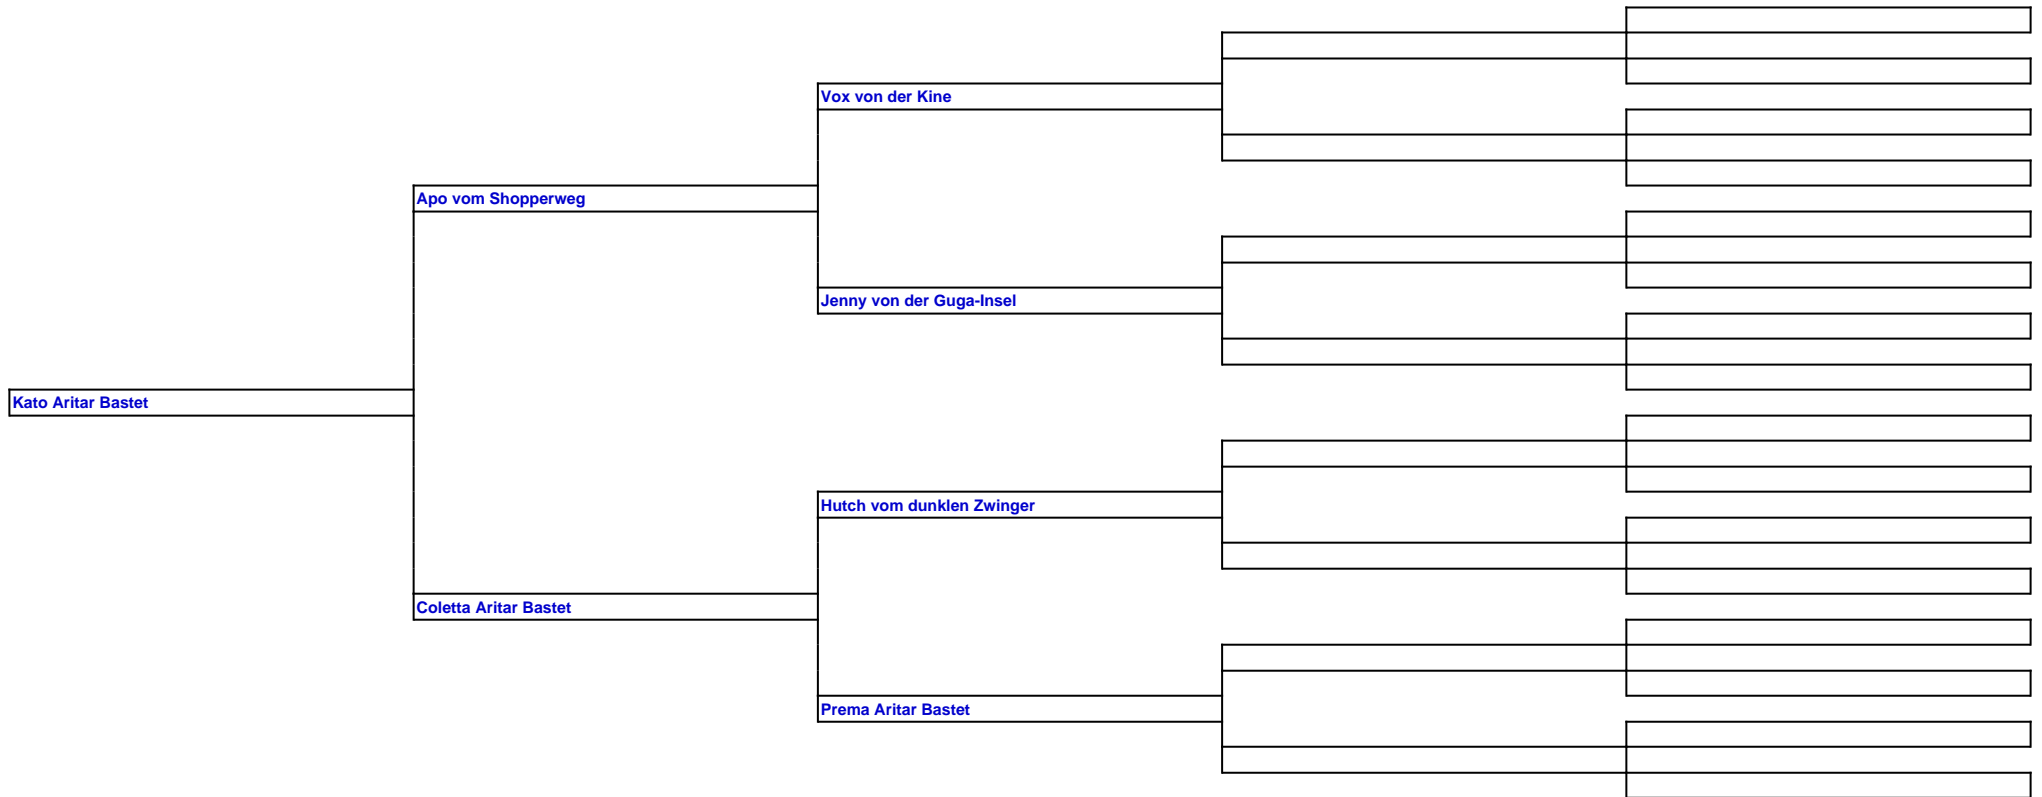 Vox von der Kine
Apo vom Shopperweg
Jenny von der Guga-Insel
Kato Aritar Bastet
Hutch vom dunklen Zwinger
Coletta Aritar Bastet
Prema Aritar Bastet